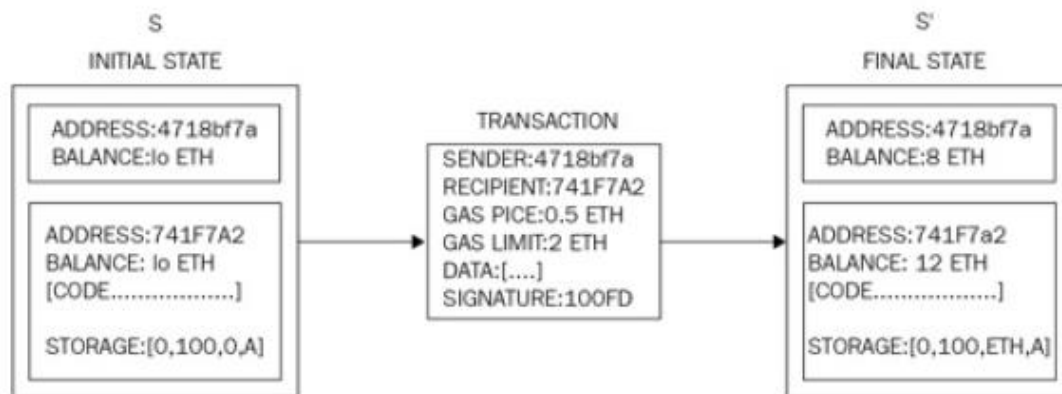 S
INITIAL STATE
ADDRESS:4718bf7a
BALANCE:Io ETH
ADDRESS:741F7A2
BALANCE: Io ETH
[CODE...................]
STORAGE:[0,100,0,A]
TRANSACTION
SENDER:4718bf7a
RECIPIENT:741F7A2
GAS PICE:0.5 ETH
GAS LIMIT:2 ETH
DATA:[....]
SIGNATURE:100FD
S'
FINAL STATE
ADDRESS:4718bf7a
BALANCE:8 ETH
ADDRESS:741F7a2
BALANCE: 12 ETH
[CODE...................]
STORAGE:[0,100,ETH,A]